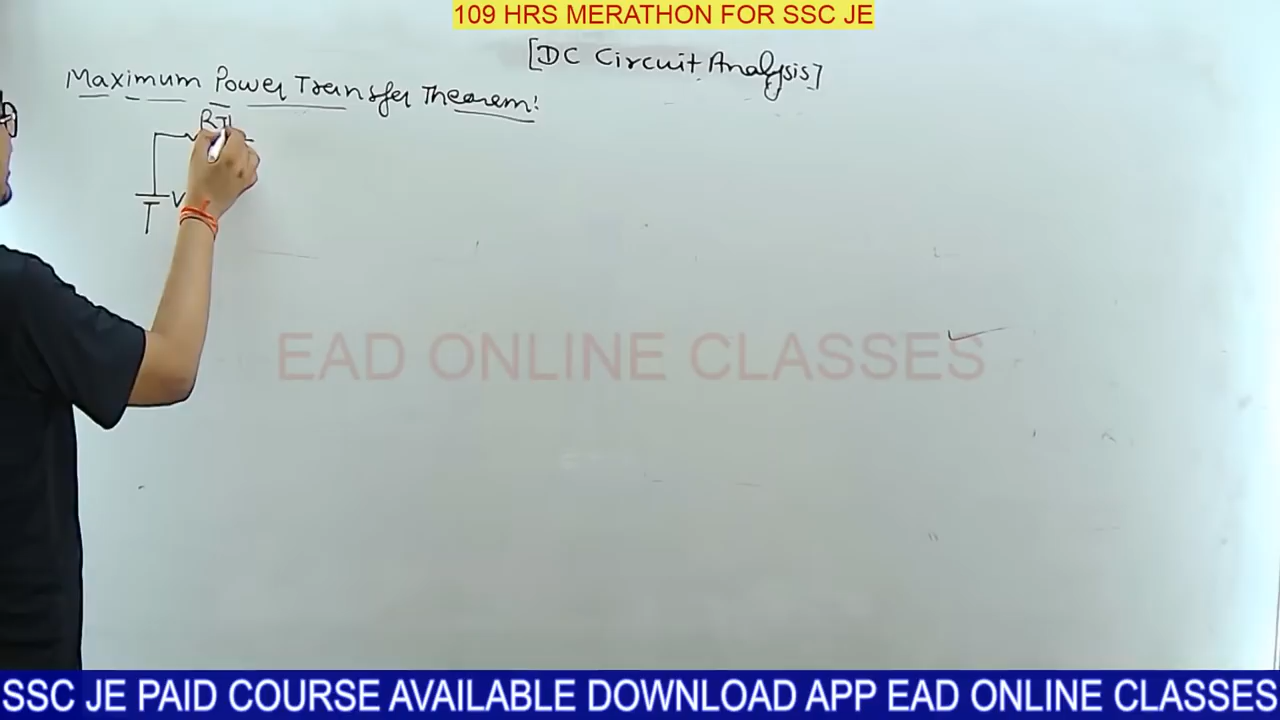 109 HRS MERATHON FOR SSC JE
[DC Circuit Analysis]
Maximum Power Transfer Theorem:
V
EAD ONLINE CLASSES
SSC JE PAID COURSE AVAILABLE DOWNLOAD APP EAD ONLINE CLASSES